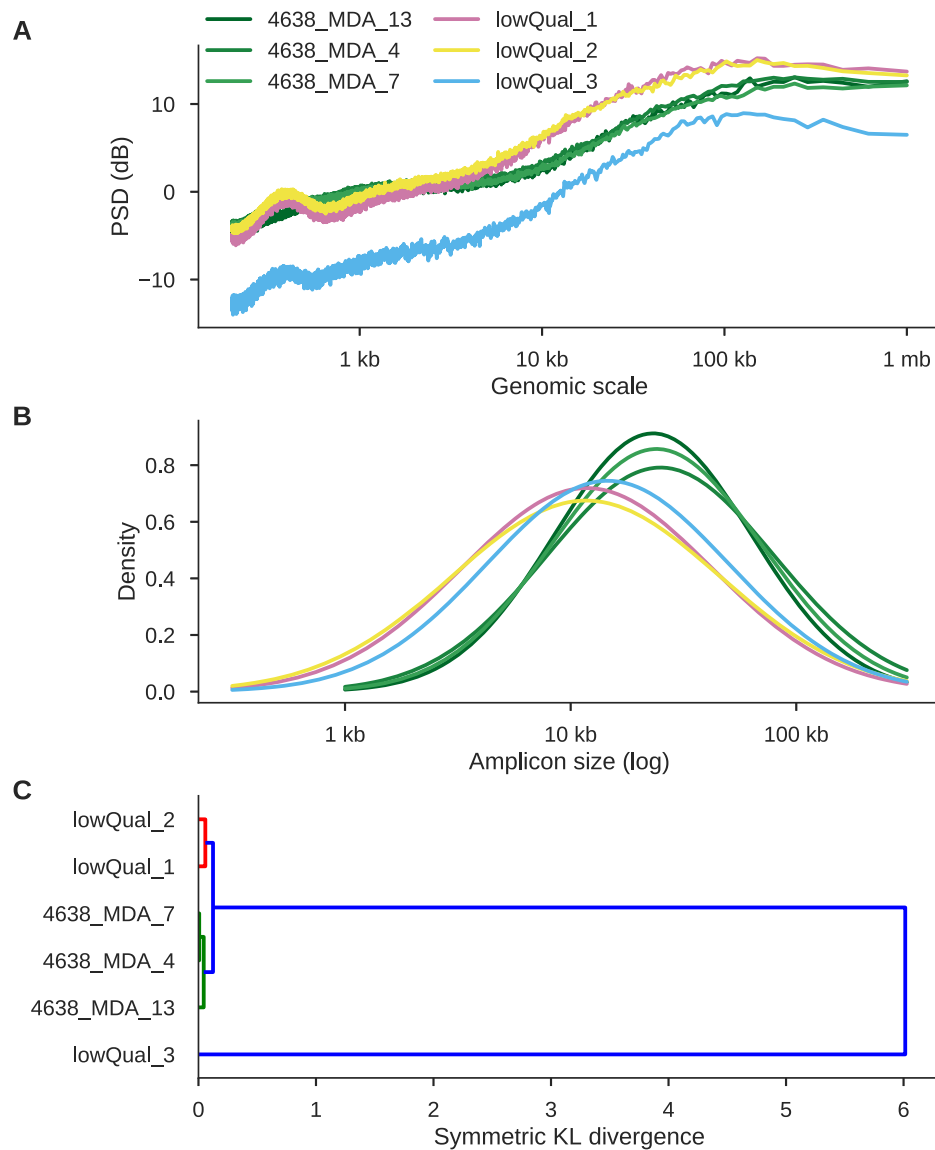 A
4638_MDA_13 lowQual_1
4638_MDA_4 lowQual_2
4638_MDA_7 lowQual_3
PSD (dB)
10
0
−10
1 kb 10 kb 100 kb 1 mb
Genomic scale
B
Density
0.8
0.6
0.4
0.2
0.0
1 kb 10 kb 100 kb
Amplicon size (log)
C
lowQual_2
lowQual_1
4638_MDA_7
4638_MDA_4
4638_MDA_13
lowQual_3
0 1 2 3 4 5 6
Symmetric KL divergence